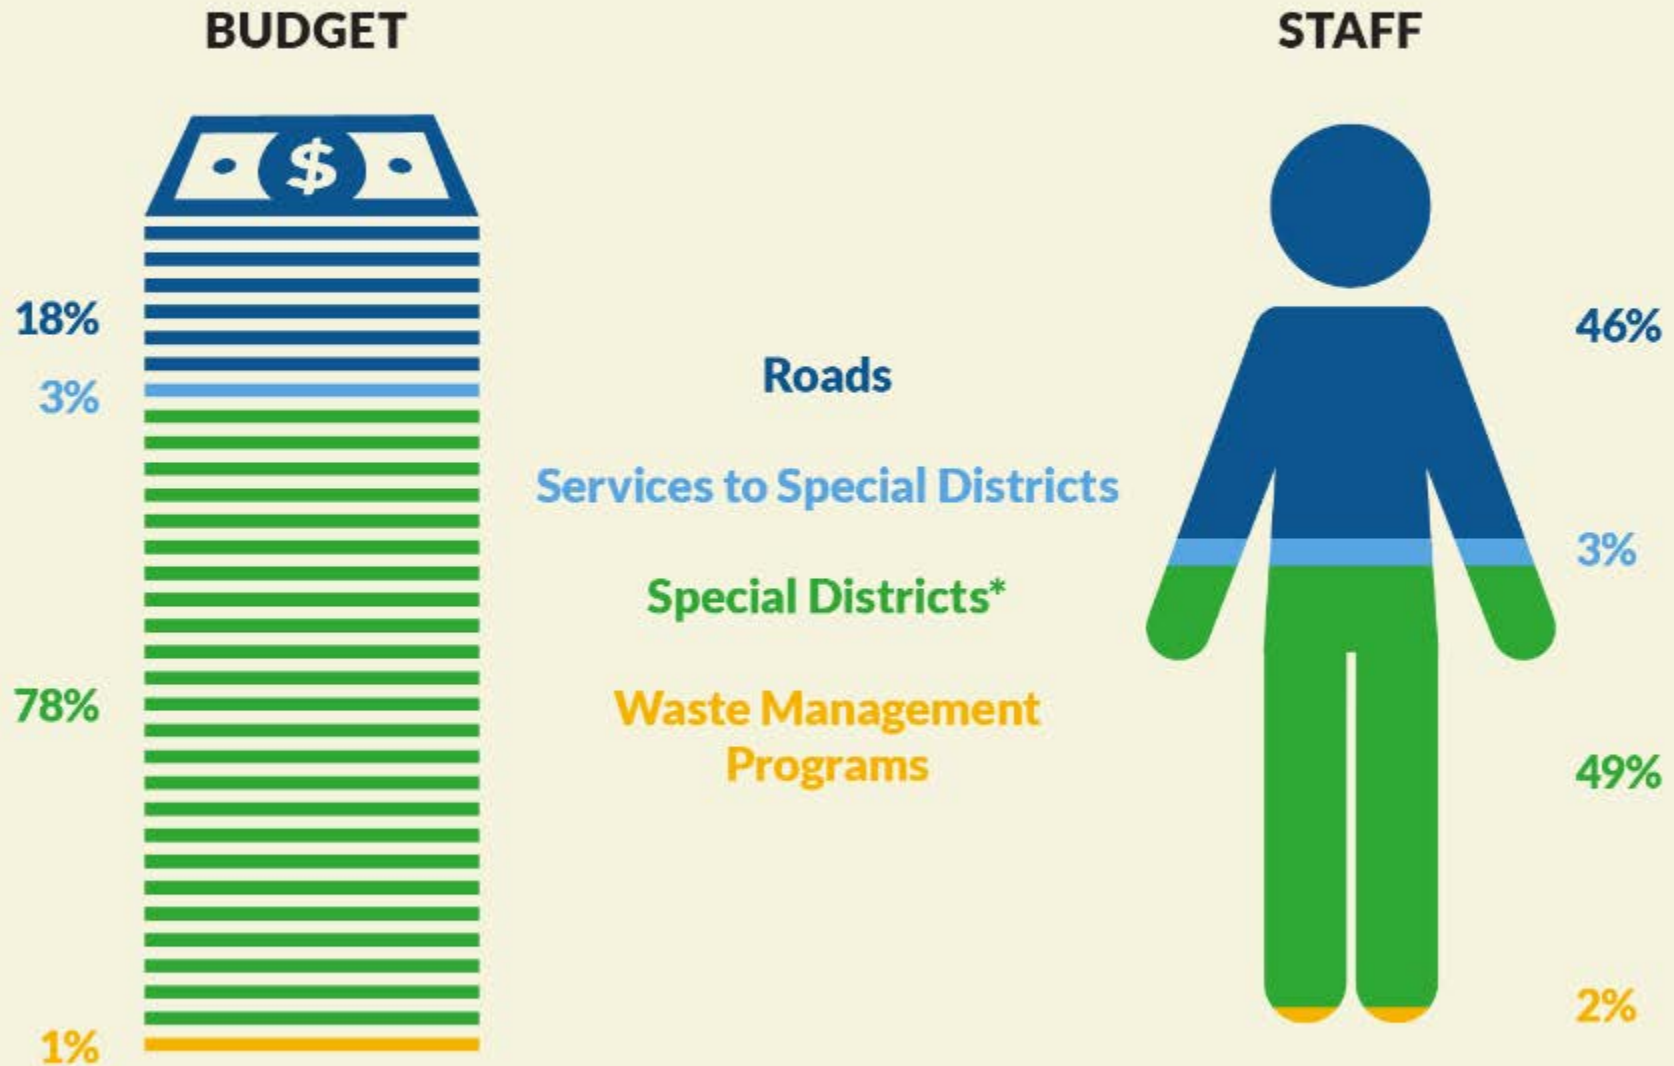 BUDGET
STAFF
$
18%
3%
78%
1%
Roads
Services to Special Districts
Special Districts*
Waste Management
Programs
46%
3%
49%
2%